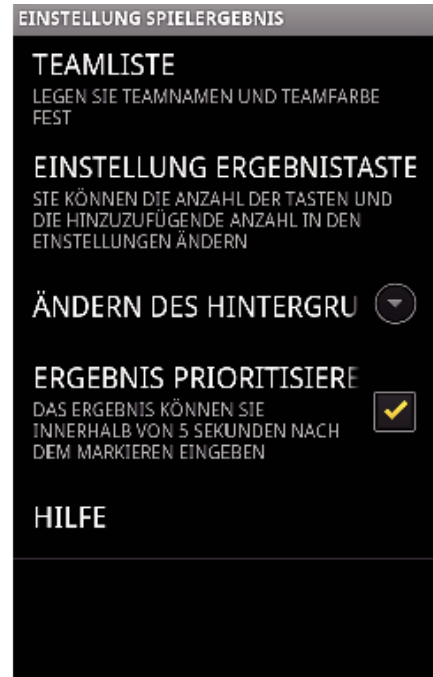 EINSTELLUNG SPIELERGEBNIS
TEAMLISTE
LEGEN SIE TEAMNAMEN UND TEAMFARBE
FEST
EINSTELLUNG ERGEBNISTASTE
SIE KÖNNEN DIE ANZAHL DER TASTEN UND
DIE HINZUZUFÜGENDE ANZAHL IN DEN
EINSTELLUNGEN ÄNDERN
ÄNDERN DES HINTERGRU
ERGEBNIS PRIORITISIERE
DAS ERGEBNIS KÖNNEN SIE
INNERHALB VON 5 SEKUNDEN NACH
DEM MARKIEREN EINGEBEN
HILFE